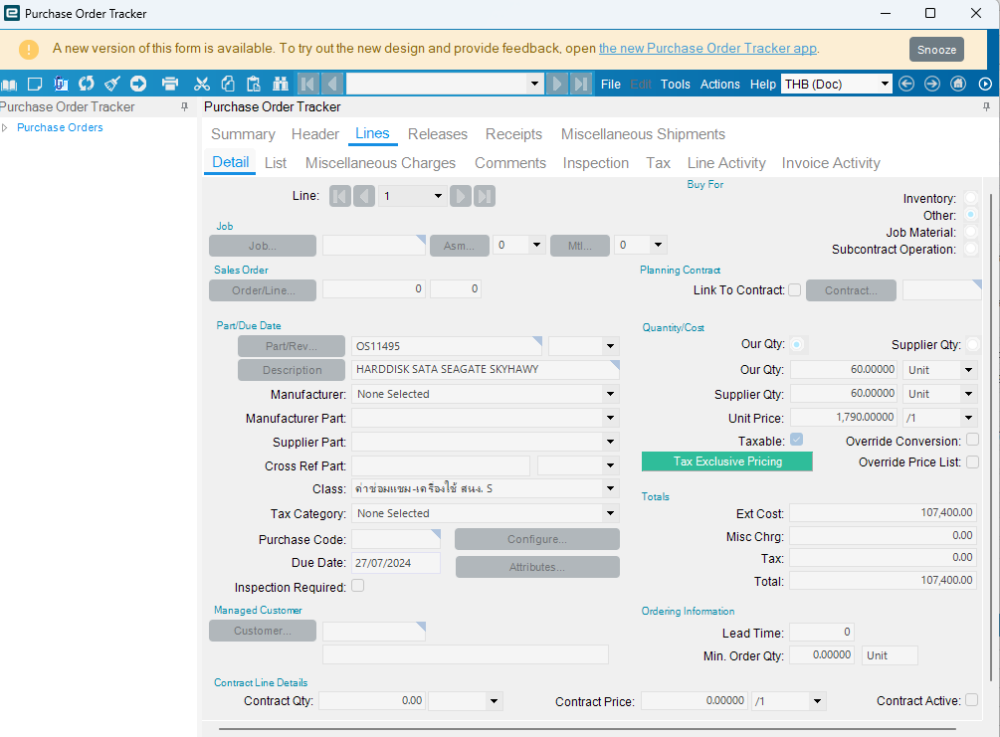 Purchase Order Tracker
A new version of this form is available. To try out the new design and provide feedback, open the new Purchase Order Tracker app. Snooze
File Edit Tools Actions Help THB (Doc)
Purchase Order Tracker
Purchase Orders
Purchase Order Tracker
Summary Header Lines Releases Receipts Miscellaneous Shipments
Detail List Miscellaneous Charges Comments Inspection Tax Line Activity Invoice Activity
Line: 1
Buy For
Inventory:
Other:
Job Material:
Subcontract Operation:
Job
Job... Asm... 0 Mtl... 0
Sales Order
Order/Line... 0 0
Planning Contract
Link To Contract: Contract...
Part/Due Date
Part/Rev... OS11495
Description HARDDISK SATA SEAGATE SKYHAWY
Manufacturer: None Selected
Manufacturer Part:
Supplier Part:
Cross Ref Part:
Class: ค่าซ่อมแซม-เครื่องใช้ สนง. S
Tax Category: None Selected
Purchase Code: Configure...
Due Date: 27/07/2024 Attributes...
Inspection Required:
Quantity/Cost
Our Qty: Supplier Qty:
Our Qty: 60.00000 Unit
Supplier Qty: 60.00000 Unit
Unit Price: 1,790.00000 /1
Taxable: Override Conversion:
Tax Exclusive Pricing Override Price List:
Totals
Ext Cost: 107,400.00
Misc Chrg: 0.00
Tax: 0.00
Total: 107,400.00
Managed Customer
Customer...
Ordering Information
Lead Time: 0
Min. Order Qty: 0.00000 Unit
Contract Line Details
Contract Qty: 0.00 Contract Price: 0.00000 /1 Contract Active: